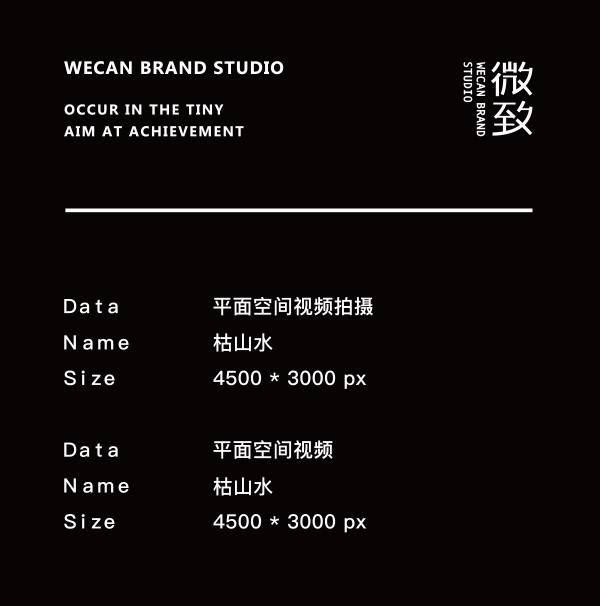 WECAN BRAND STUDIO
OCCUR IN THE TINY
AIM AT ACHIEVEMENT
微致
WECAN BRAND
STUDIO
Data 平面空间视频拍摄
Name 枯山水
Size 4500 * 3000 px
Data 平面空间视频
Name 枯山水
Size 4500 * 3000 px